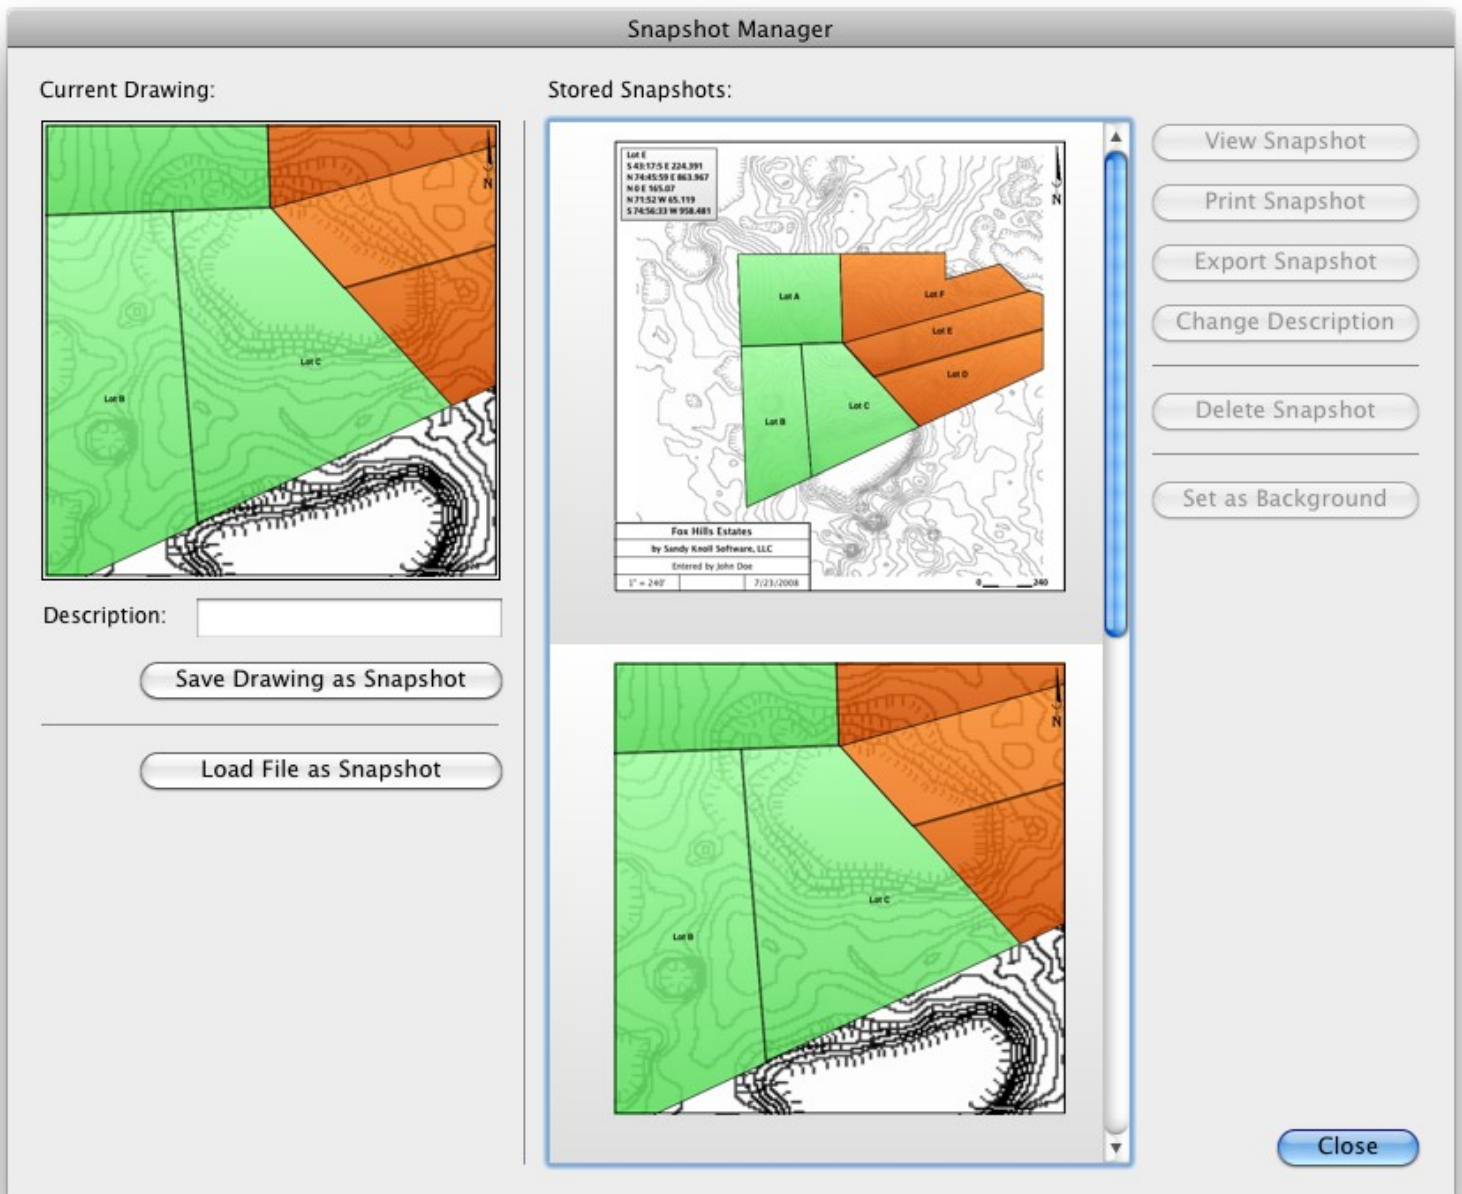 Snapshot Manager
Current Drawing:
N
Lot C
Lot B
Description:
Save Drawing as Snapshot
Load File as Snapshot
Stored Snapshots:
Lot E
S 43:17:5 E 224.391
N 74:45:59 E 863.967
N 0 E 165.07
N 71:52 W 65.119
S 74:56:33 W 958.481
N
Lot A
Lot F
Lot E
Lot D
Lot C
Lot B
Fox Hills Estates
by Sandy Knoll Software, LLC
Entered by John Doe
1" = 240'
7/23/2008
0 240
N
Lot C
Lot B
View Snapshot
Print Snapshot
Export Snapshot
Change Description
Delete Snapshot
Set as Background
Close